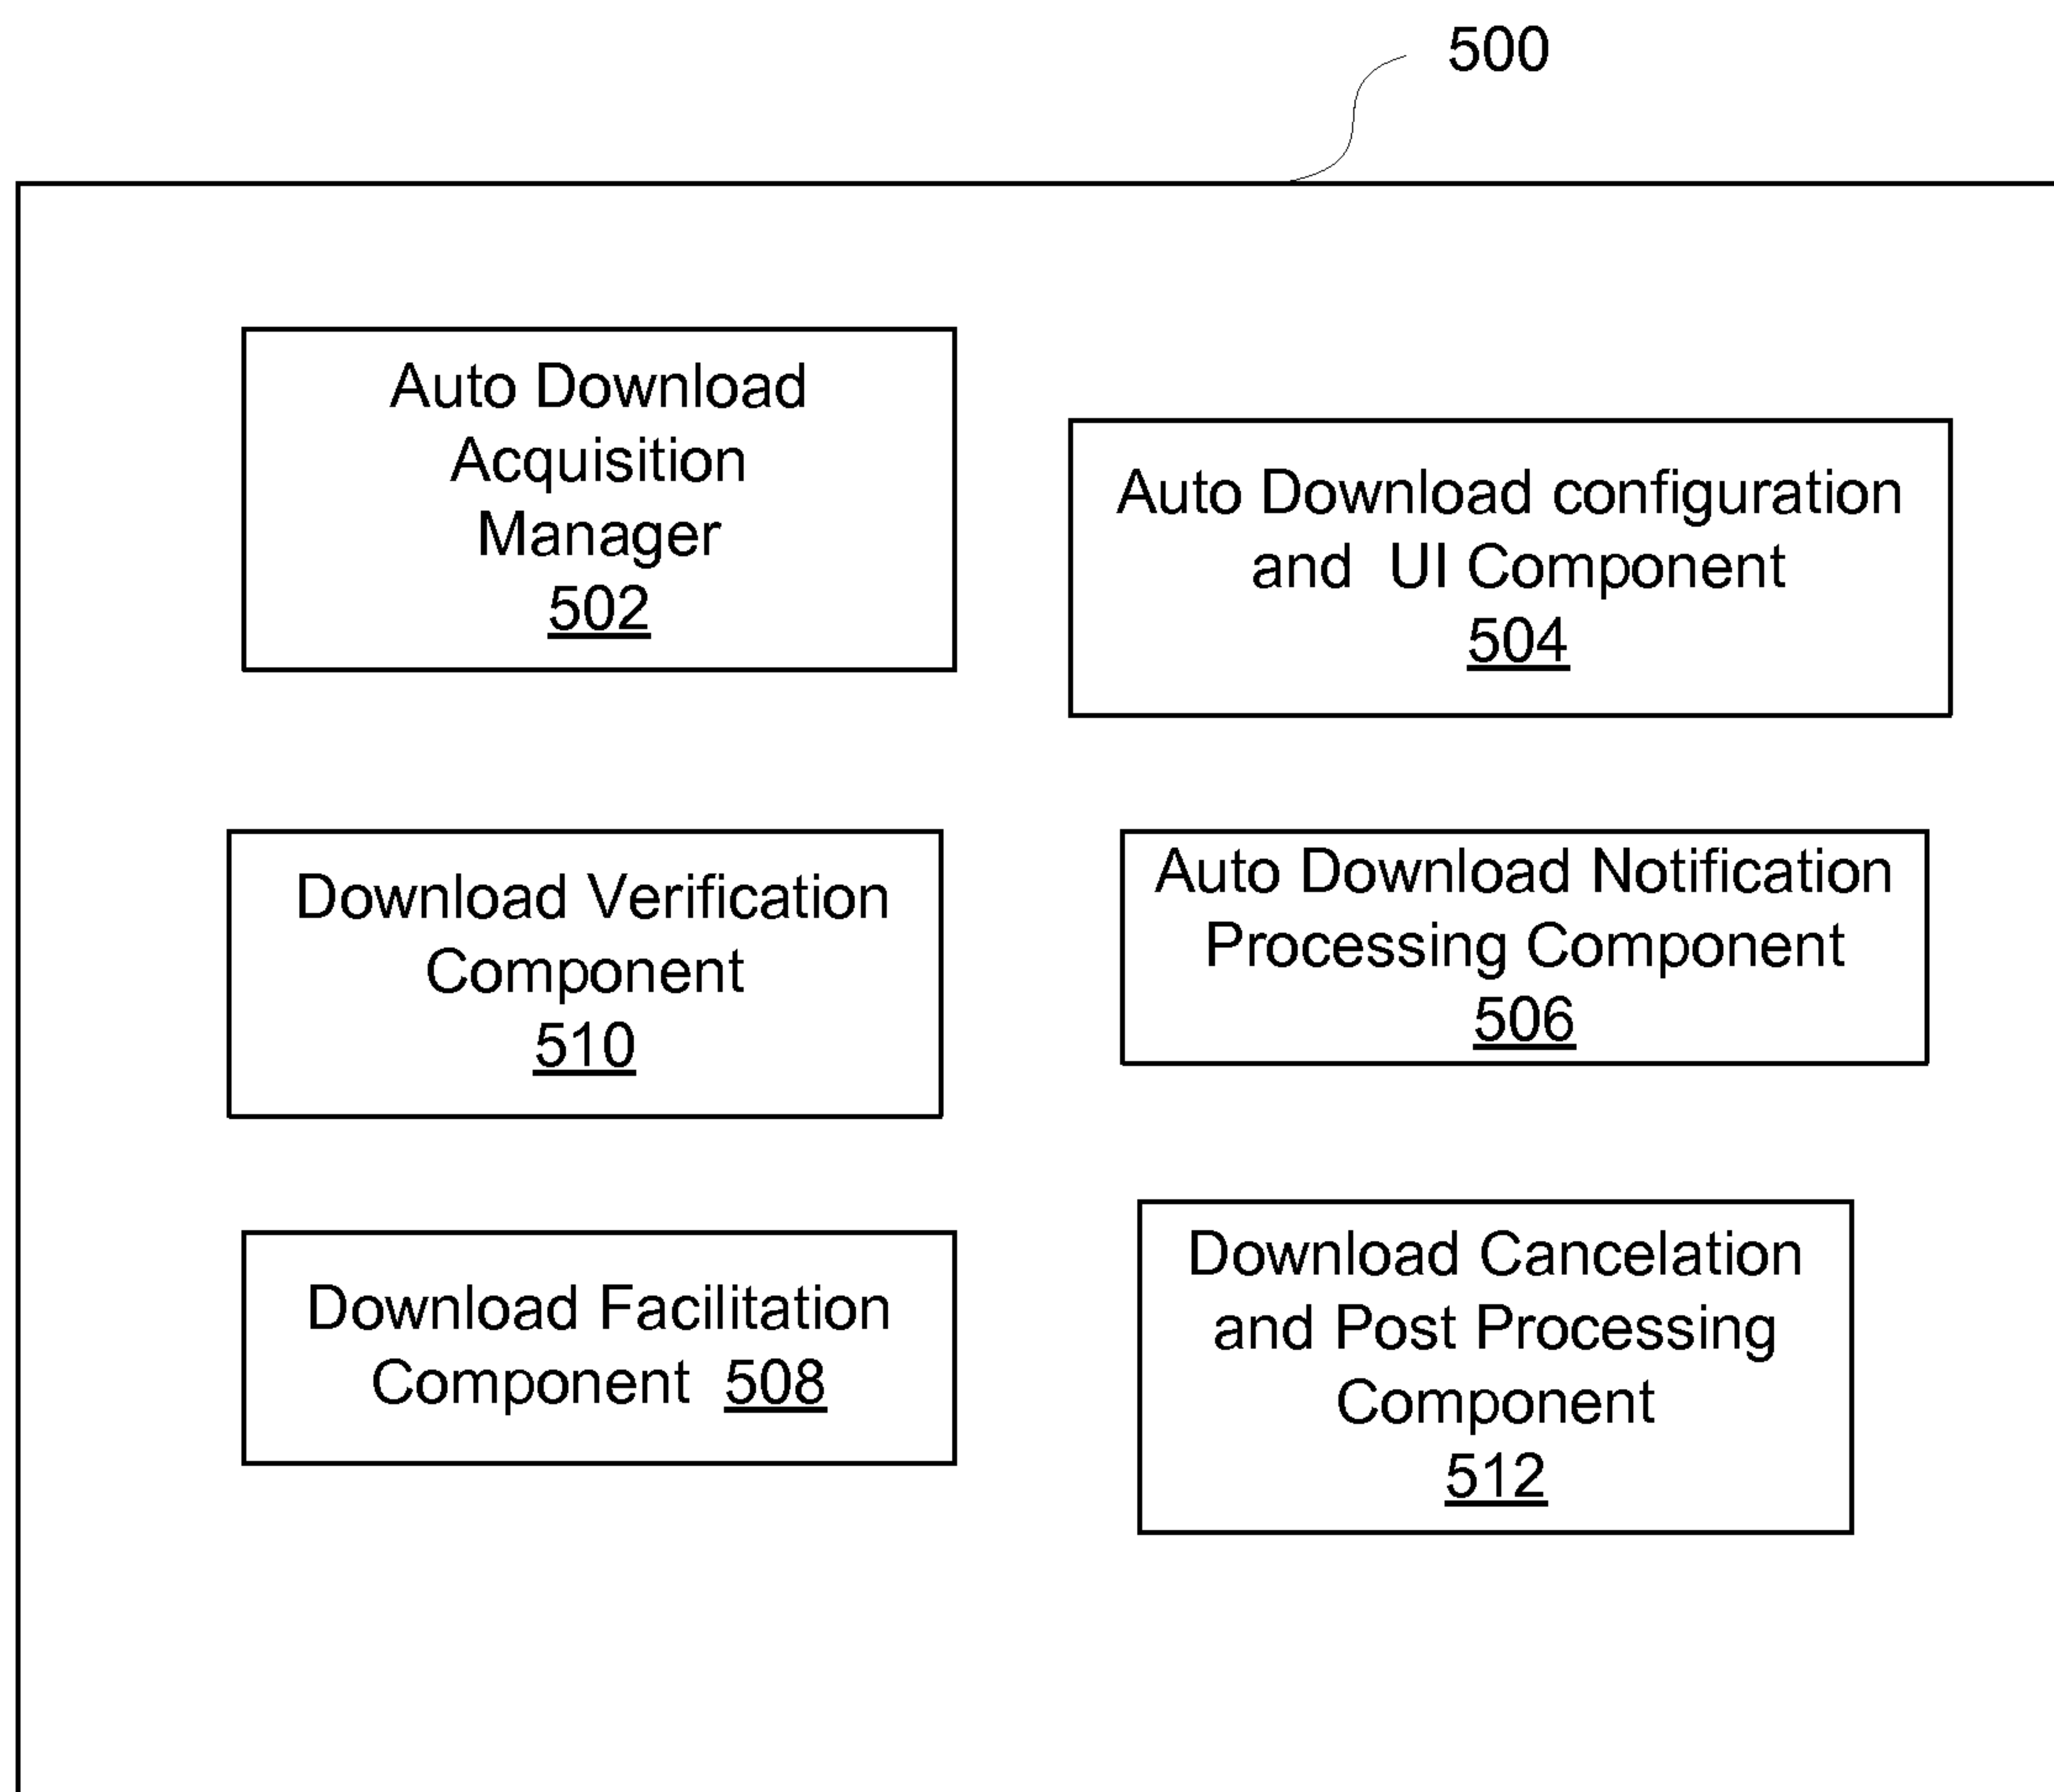 500
Auto Download
Acquisition
Manager
502
Auto Download configuration
and UI Component
504
Download Verification
Component
510
Auto Download Notification
Processing Component
506
Download Facilitation
Component 508
Download Cancelation
and Post Processing
Component
512